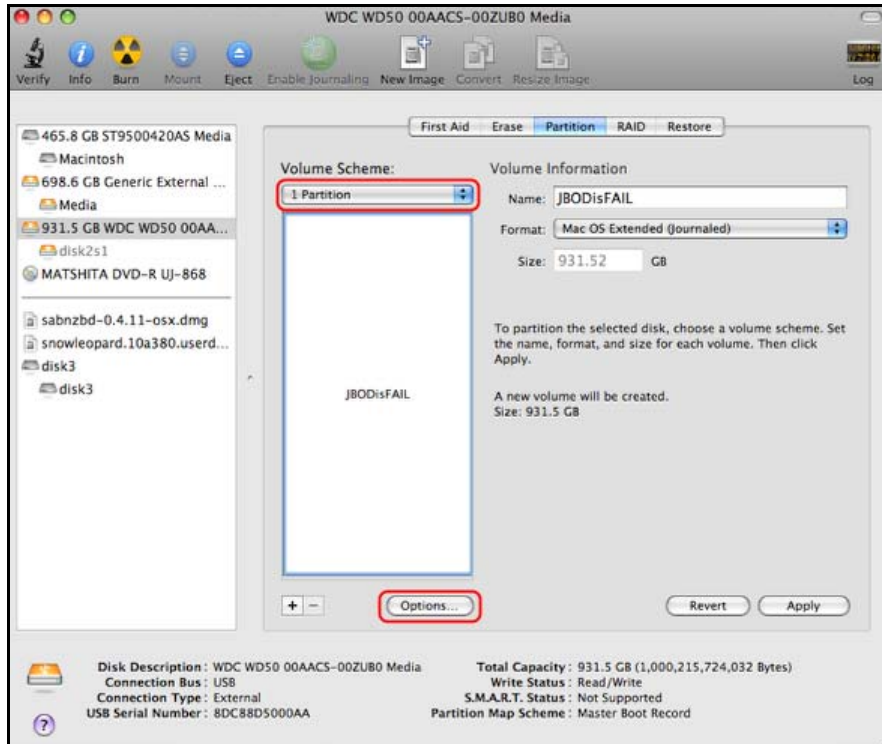 WDC WD50 00AACS-00ZUB0 Media
Verify Info Burn Mount Eject Enable Journaling New Image Convert Resize Image Log
First Aid Erase Partition RAID Restore
465.8 GB ST9500420AS Media
Macintosh
698.6 GB Generic External ...
Media
931.5 GB WDC WD50 00AA...
disk2s1
MATSHITA DVD-R UJ-868
sabnzbd-0.4.11-osx.dmg
snowleopard.10a380.userd...
disk3
disk3
Volume Scheme:
1 Partition
JBODisFAIL
+ -
Options...
Volume Information
Name: JBODisFAIL
Format: Mac OS Extended (Journaled)
Size: 931.52 GB
To partition the selected disk, choose a volume scheme. Set
the name, format, and size for each volume. Then click
Apply.
A new volume will be created.
Size: 931.5 GB
Revert Apply
Disk Description : WDC WD50 00AACS-00ZUB0 Media
Connection Bus : USB
Connection Type : External
USB Serial Number : 8DC88D5000AA
Total Capacity : 931.5 GB (1,000,215,724,032 Bytes)
Write Status : Read/Write
S.M.A.R.T. Status : Not Supported
Partition Map Scheme : Master Boot Record
?